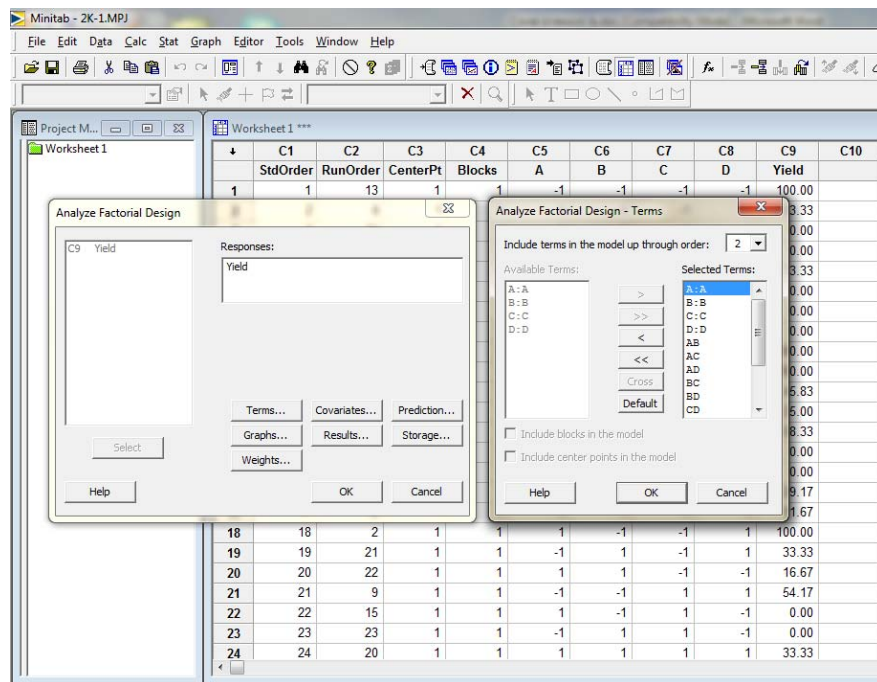 Minitab - 2K-1.MPJ
File Edit Data Calc Stat Graph Editor Tools Window Help
Project M...
Worksheet 1
Worksheet 1 ***
C1 C2 C3 C4 C5 C6 C7 C8 C9 C10
StdOrder RunOrder CenterPt Blocks A B C D Yield
1 1 13 1 1 -1 -1 -1 -1 100.00
Analyze Factorial Design
C9 Yield
Responses:
Yield
Terms... Covariates... Prediction...
Graphs... Results... Storage...
Weights...
Select
Help OK Cancel
Analyze Factorial Design - Terms
Include terms in the model up through order: 2
Available Terms:
A:A
B:B
C:C
D:D
>
>>
<
<<
Cross
Default
Selected Terms:
A:A
B:B
C:C
D:D
AB
AC
AD
BC
BD
CD
Include blocks in the model
Include center points in the model
Help OK Cancel
3.33
0.00
0.00
3.33
0.00
0.00
0.00
0.00
0.00
5.83
5.00
8.33
0.00
0.00
9.17
1.67
18 18 2 1 1 1 -1 -1 1 100.00
19 19 21 1 1 -1 1 -1 1 33.33
20 20 22 1 1 1 1 -1 -1 16.67
21 21 9 1 1 -1 -1 1 1 54.17
22 22 15 1 1 1 -1 1 -1 0.00
23 23 23 1 1 -1 1 1 -1 0.00
24 24 20 1 1 1 1 1 1 33.33